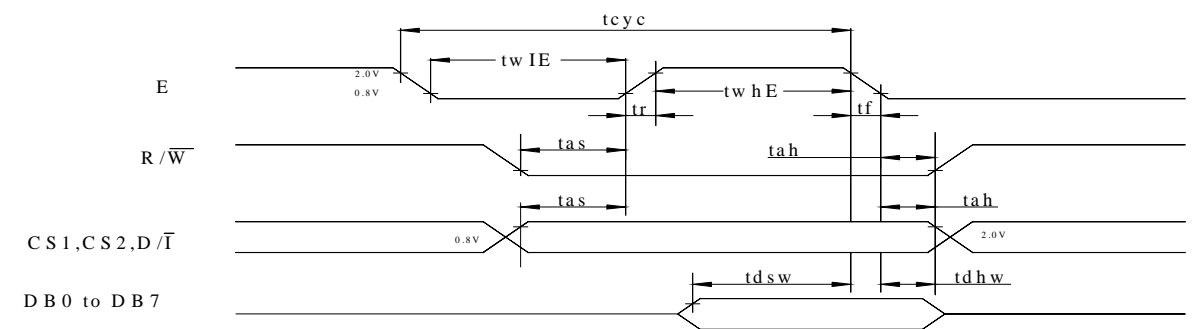 tcyc
twIE
2.0V
E
0.8V
twhE
tr
tf
R/W̅
tas
tah
tas
tah
CS1,CS2,D/I̅
0.8V
2.0V
tdsw
tdhw
DB0 to DB7